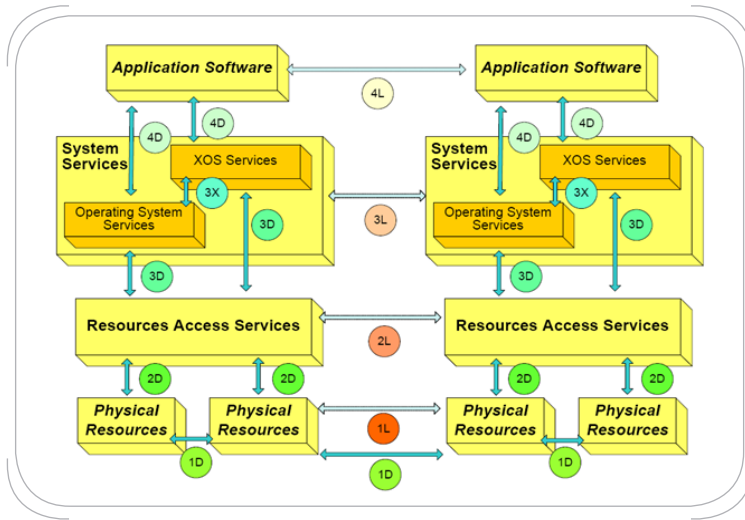 Application Software
Application Software
4L
4D
4D
4D
4D
System
Services
XOS Services
System
Services
XOS Services
3X
3X
Operating System
Services
3D
3L
Operating System
Services
3D
3D
3D
Resources Access Services
Resources Access Services
2L
2D
2D
2D
2D
Physical
Resources
Physical
Resources
1L
Physical
Resources
Physical
Resources
1D
1D
1D